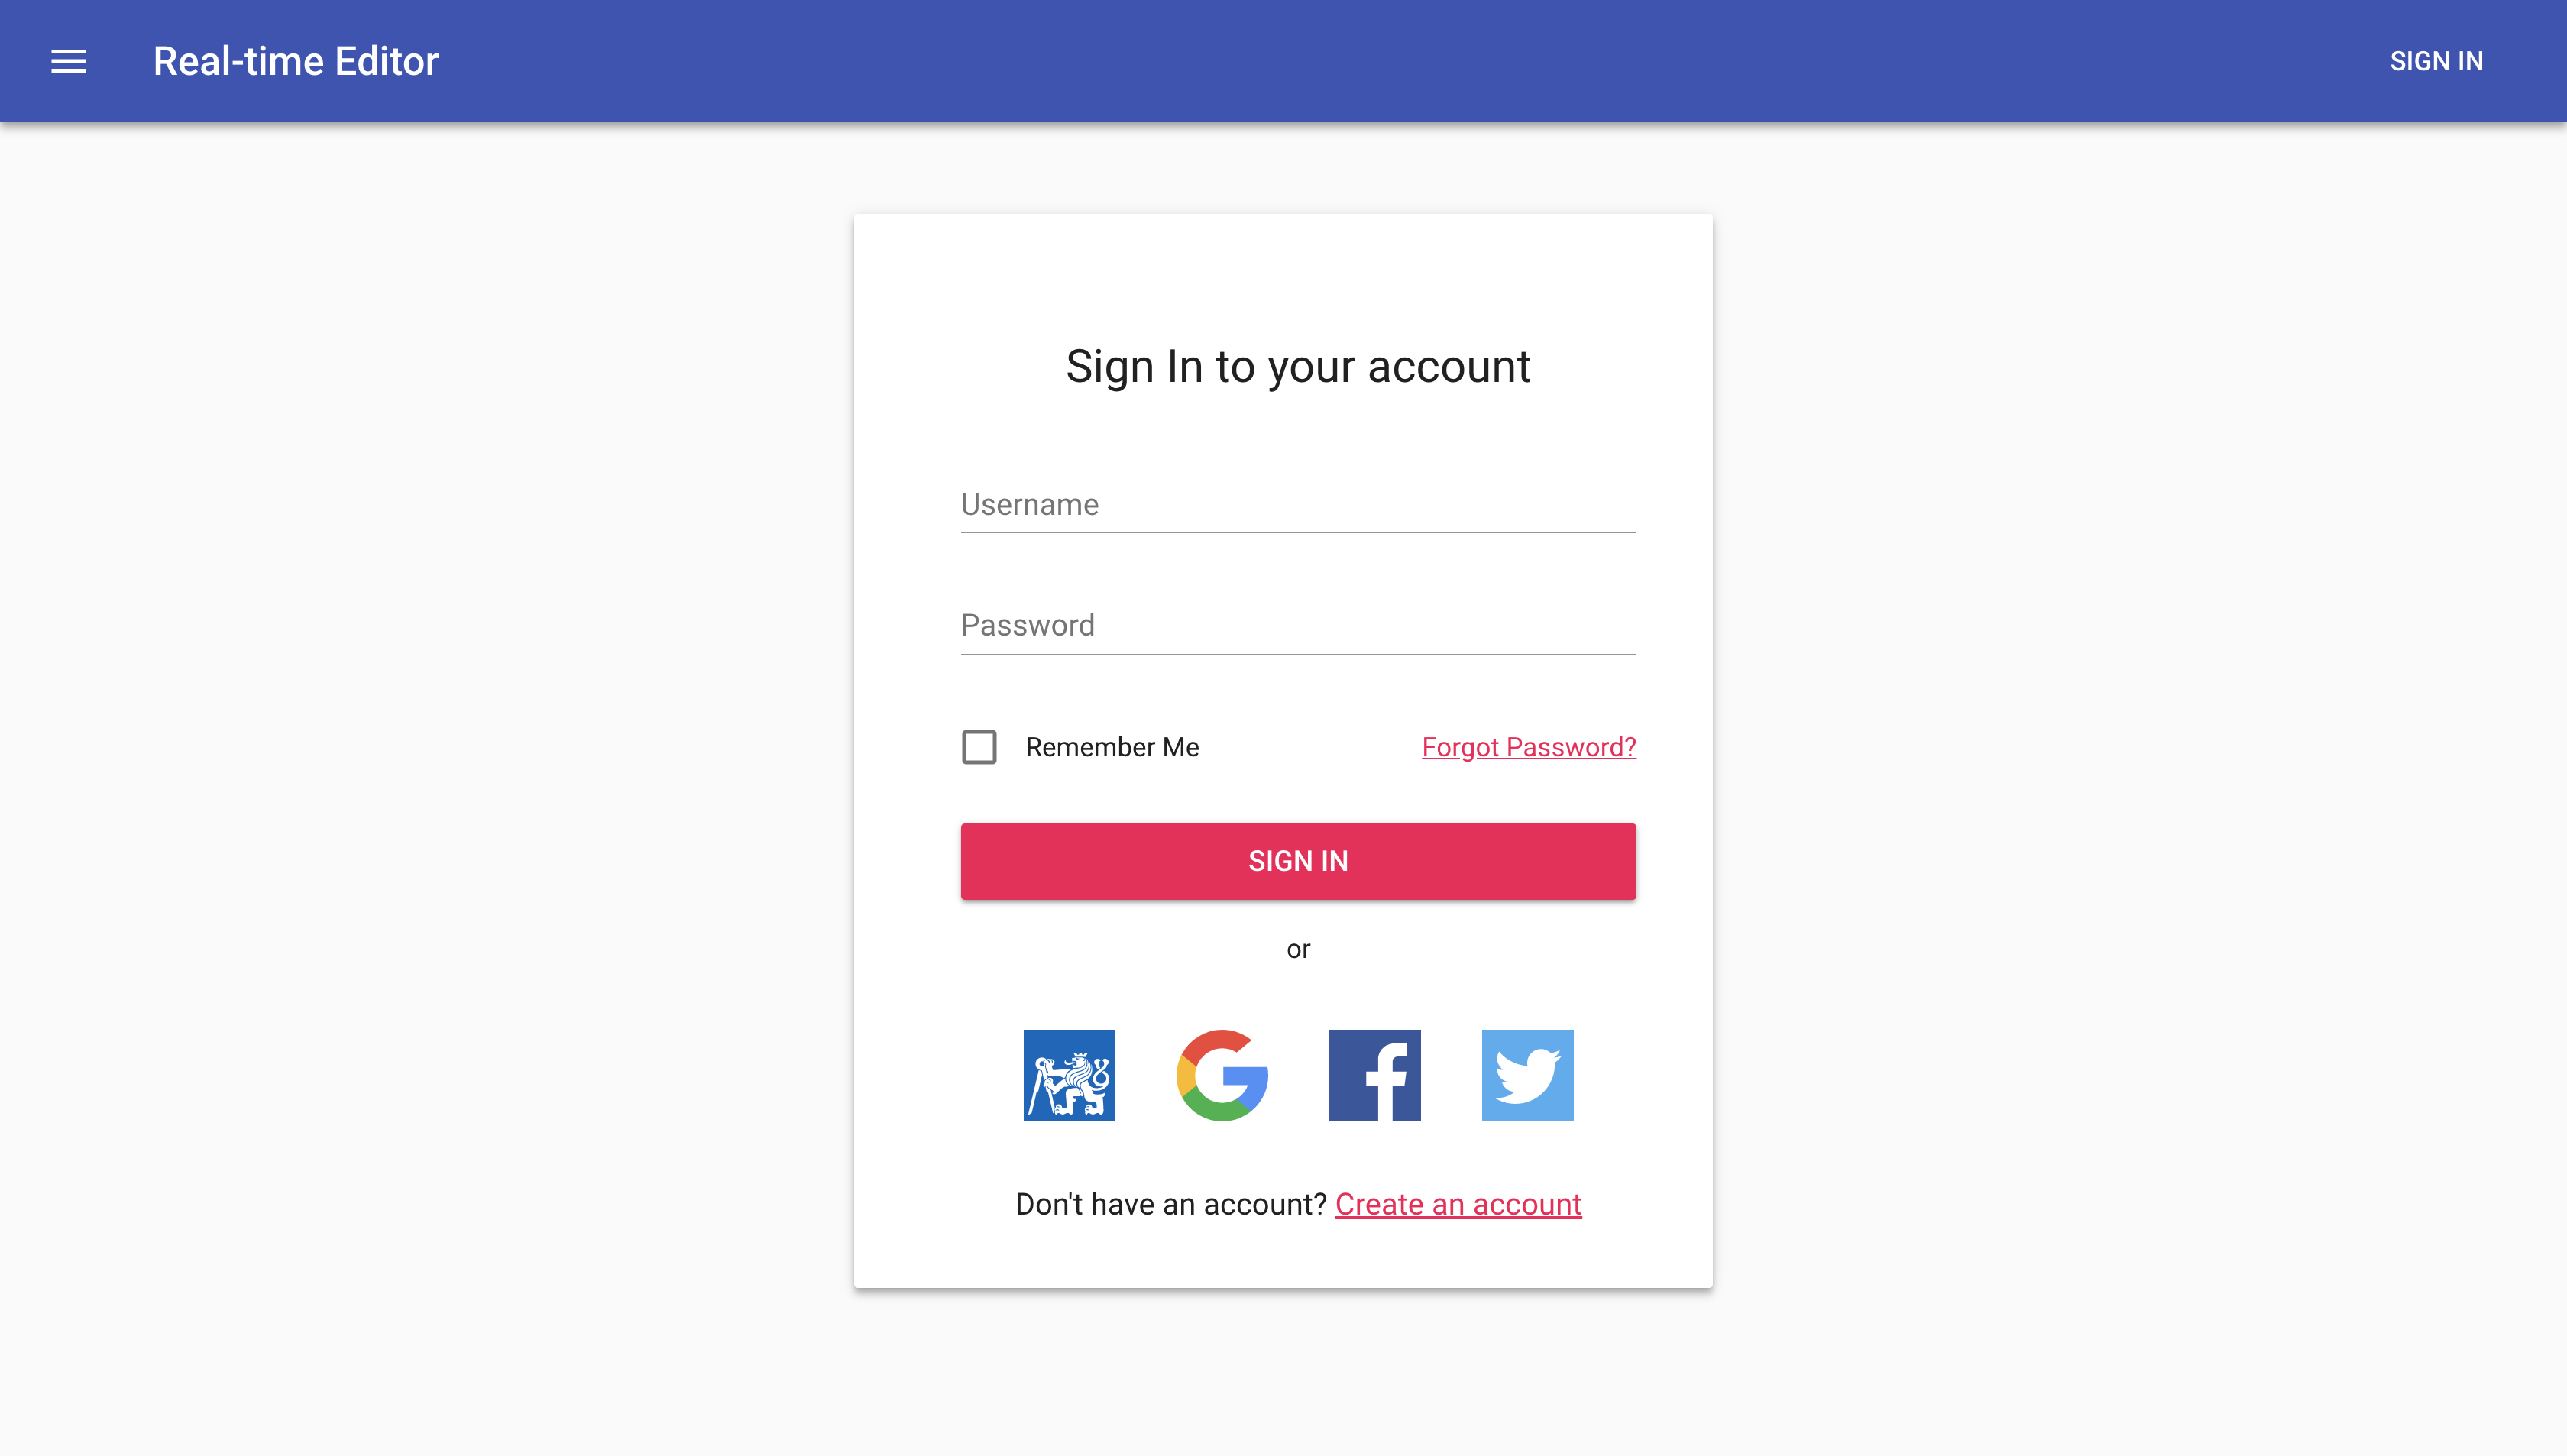 Real-time Editor
SIGN IN
Sign In to your account
Username
Password
Remember Me
Forgot Password?
SIGN IN
or
Don't have an account? Create an account